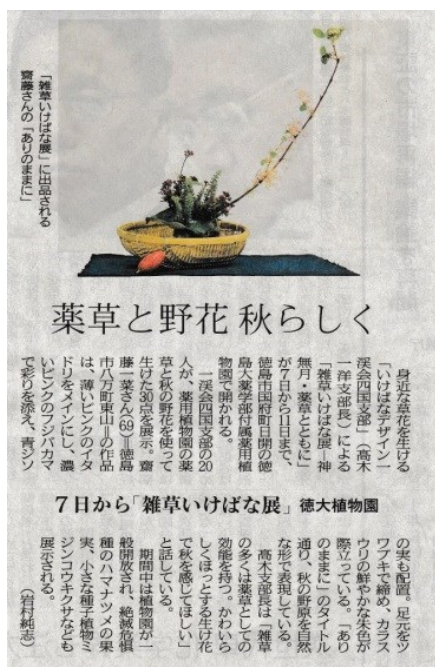 「雑草いけばな展」に出品される
齋藤さんの「ありのままに」
薬草と野花 秋らしく
身近な草花を生ける
「いけばなデザイン一
渓会四国支部」（高木
一洋支部長）による
「雑草いけばな展－神
無月・薬草とともに」
が7日から11日まで、
徳島市国府町日開の徳
島大薬学部付属薬用植
物園で開かれる。
一渓会四国支部の20
人が、薬用植物園の薬
草と秋の野花を使って
生けた30点を展示。齋
藤一菜さん(69)＝徳島
市八万町東山＝の作品
は、薄いピンクのイタ
ドリをメインにし、濃
いピンクのフジバカマ
で彩りを添え、青ジソ
7日から「雑草いけばな展」 徳大植物園
の実も配置。足元をツ
ワブキで締め、カラス
ウリの鮮やかな朱色が
際立っている。「あり
のままに」のタイトル
通り、秋の野原を自然
な形で表現している。
高木支部長は「雑草
の多くは薬草としての
効能を持つ。かわいら
しくほっとする生け花
で秋を感じてほしい」
と話している。
期間中は植物園が一
般開放され、絶滅危惧
種のハマナツメの果
実、小さな種子植物ミ
ジンコウキクサなども
展示される。
（岩村純志）